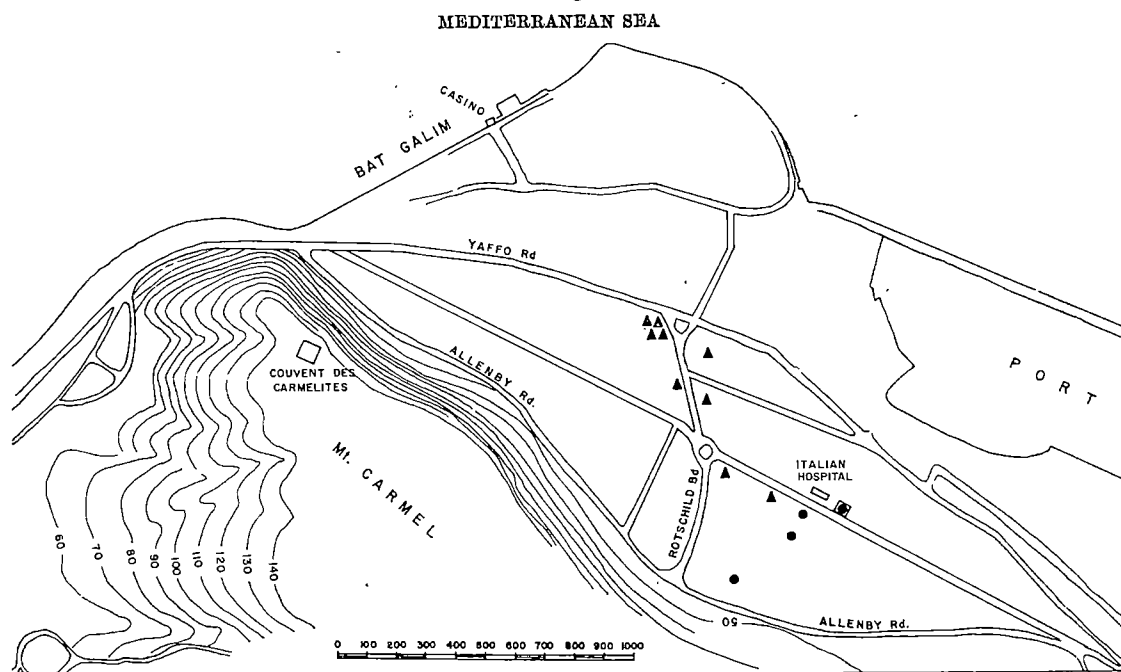 MEDITERRANEAN SEA
CASINO
BAT GALIM
YAFFO Rd
PORT
COUVENT DES
CARMELITES
ALLENBY Rd.
Mt. CARMEL
ITALIAN
HOSPITAL
ROTSCHILD Bd
60
70
80
90
100
110
120
130
140
50
ALLENBY Rd.
0 100 200 300 400 500 600 700 800 900 1000